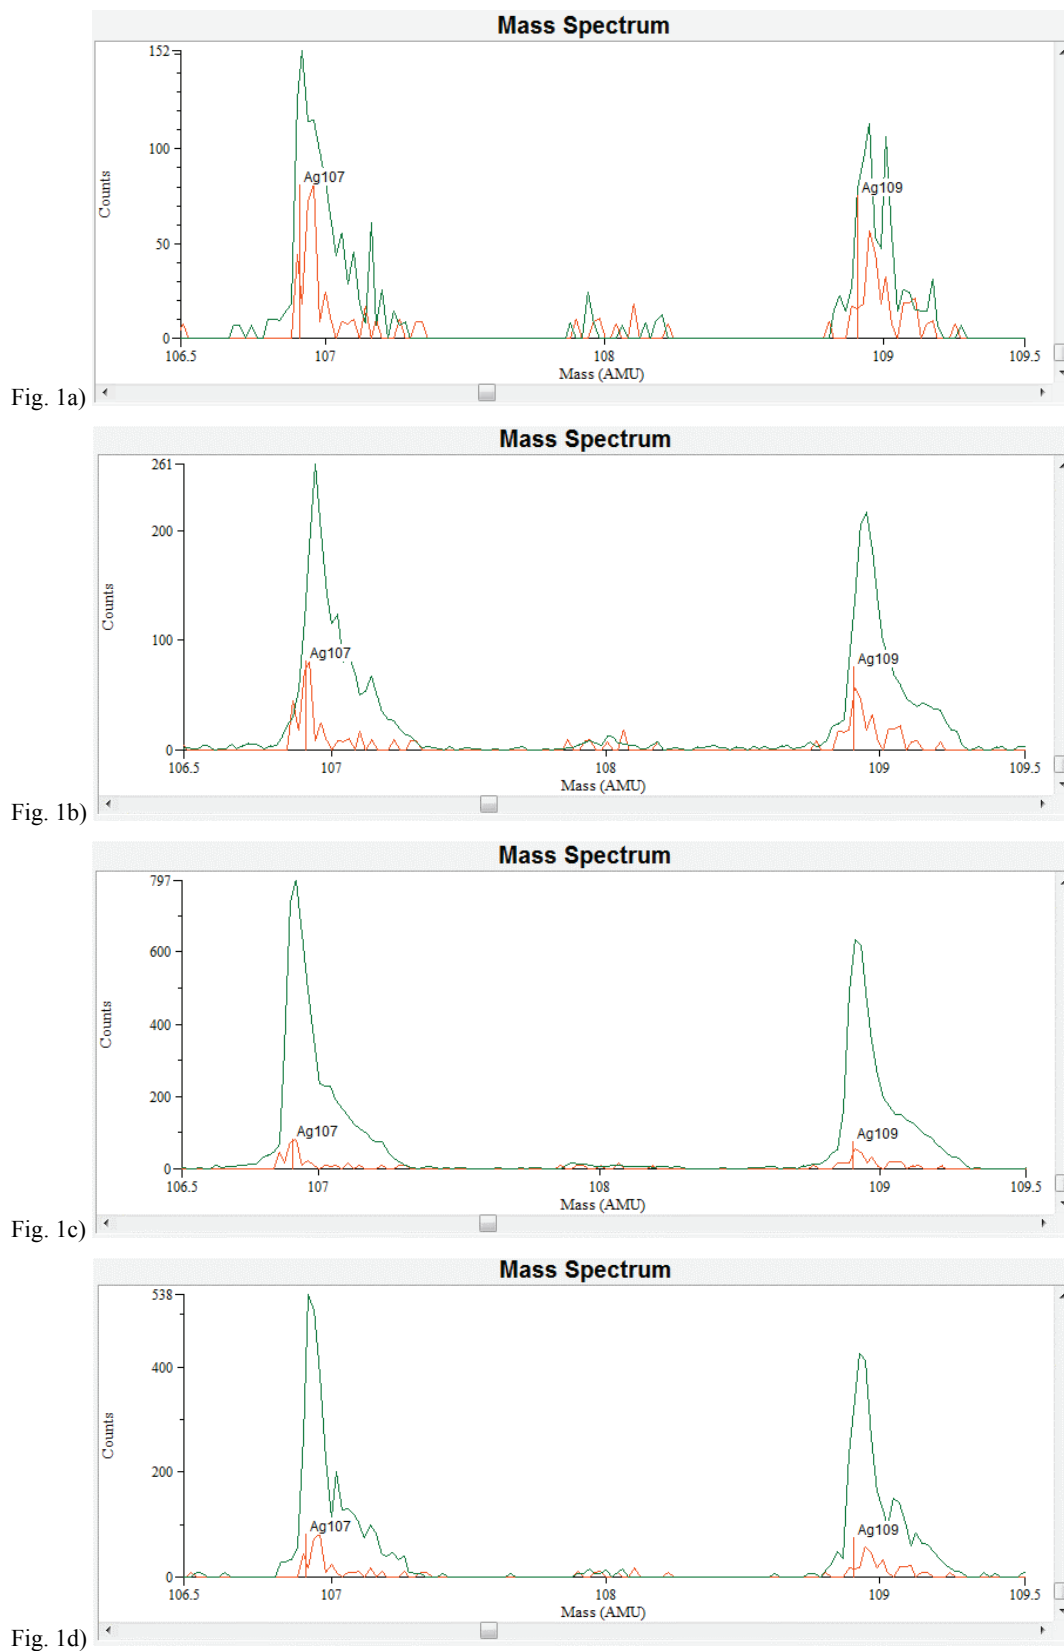 Mass Spectrum
152
100
50
0
Counts
Ag107
Ag109
106.5 107 108 109 109.5
Mass (AMU)
Fig. 1a)
Mass Spectrum
261
200
100
0
Counts
Ag107
Ag109
106.5 107 108 109 109.5
Mass (AMU)
Fig. 1b)
Mass Spectrum
797
600
400
200
0
Counts
Ag107
Ag109
106.5 107 108 109 109.5
Mass (AMU)
Fig. 1c)
Mass Spectrum
538
400
200
0
Counts
Ag107
Ag109
106.5 107 108 109 109.5
Mass (AMU)
Fig. 1d)